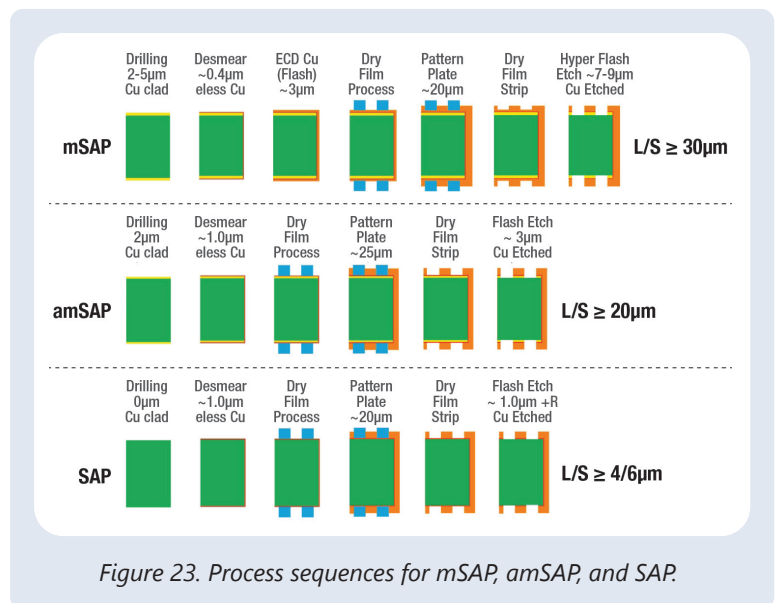 Drilling
2-5µm
Cu clad
Desmear
~0.4µm
eless Cu
ECD Cu
(Flash)
~3µm
Dry
Film
Process
Pattern
Plate
~20µm
Dry
Film
Strip
Hyper Flash
Etch ~7-9µm
Cu Etched
mSAP
L/S ≥ 30µm
Drilling
2µm
Cu clad
Desmear
~1.0µm
eless Cu
Dry
Film
Process
Pattern
Plate
~25µm
Dry
Film
Strip
Flash Etch
~ 3µm
Cu Etched
amSAP
L/S ≥ 20µm
Drilling
0µm
Cu clad
Desmear
~1.0µm
eless Cu
Dry
Film
Process
Pattern
Plate
~20µm
Dry
Film
Strip
Flash Etch
~ 1.0µm +R
Cu Etched
SAP
L/S ≥ 4/6µm
Figure 23. Process sequences for mSAP, amSAP, and SAP.